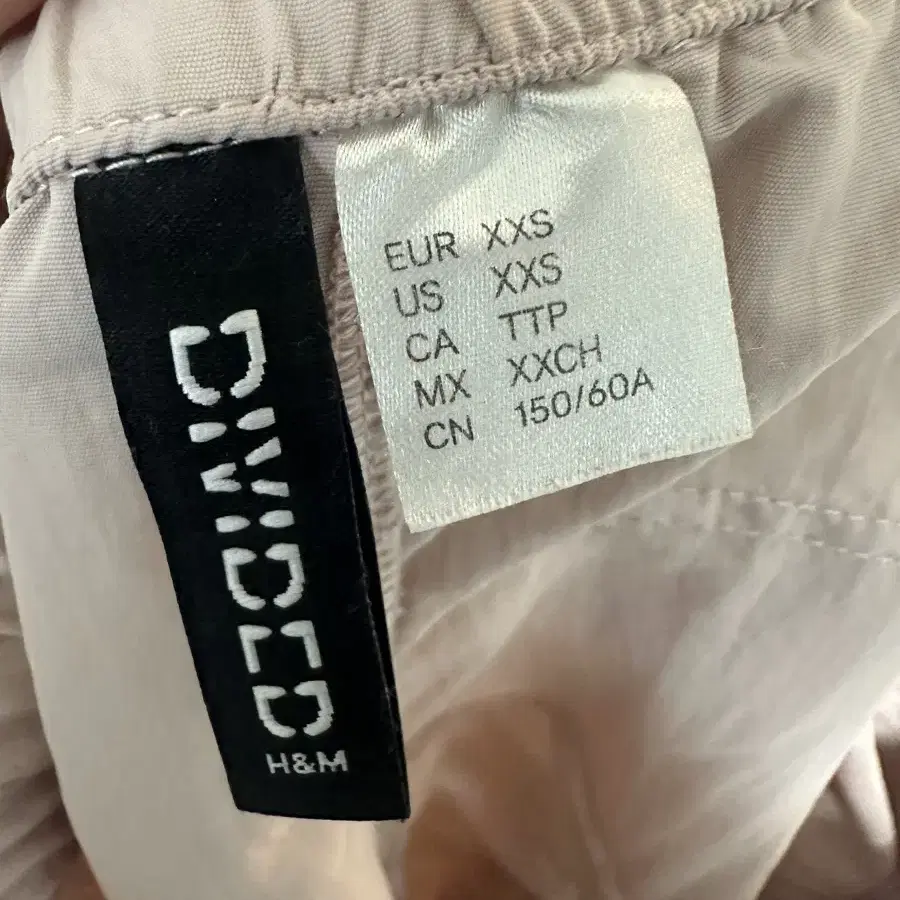 DIVIDED
H&M
EUR XXS
US XXS
CA TTP
MX XXCH
CN 150/60A